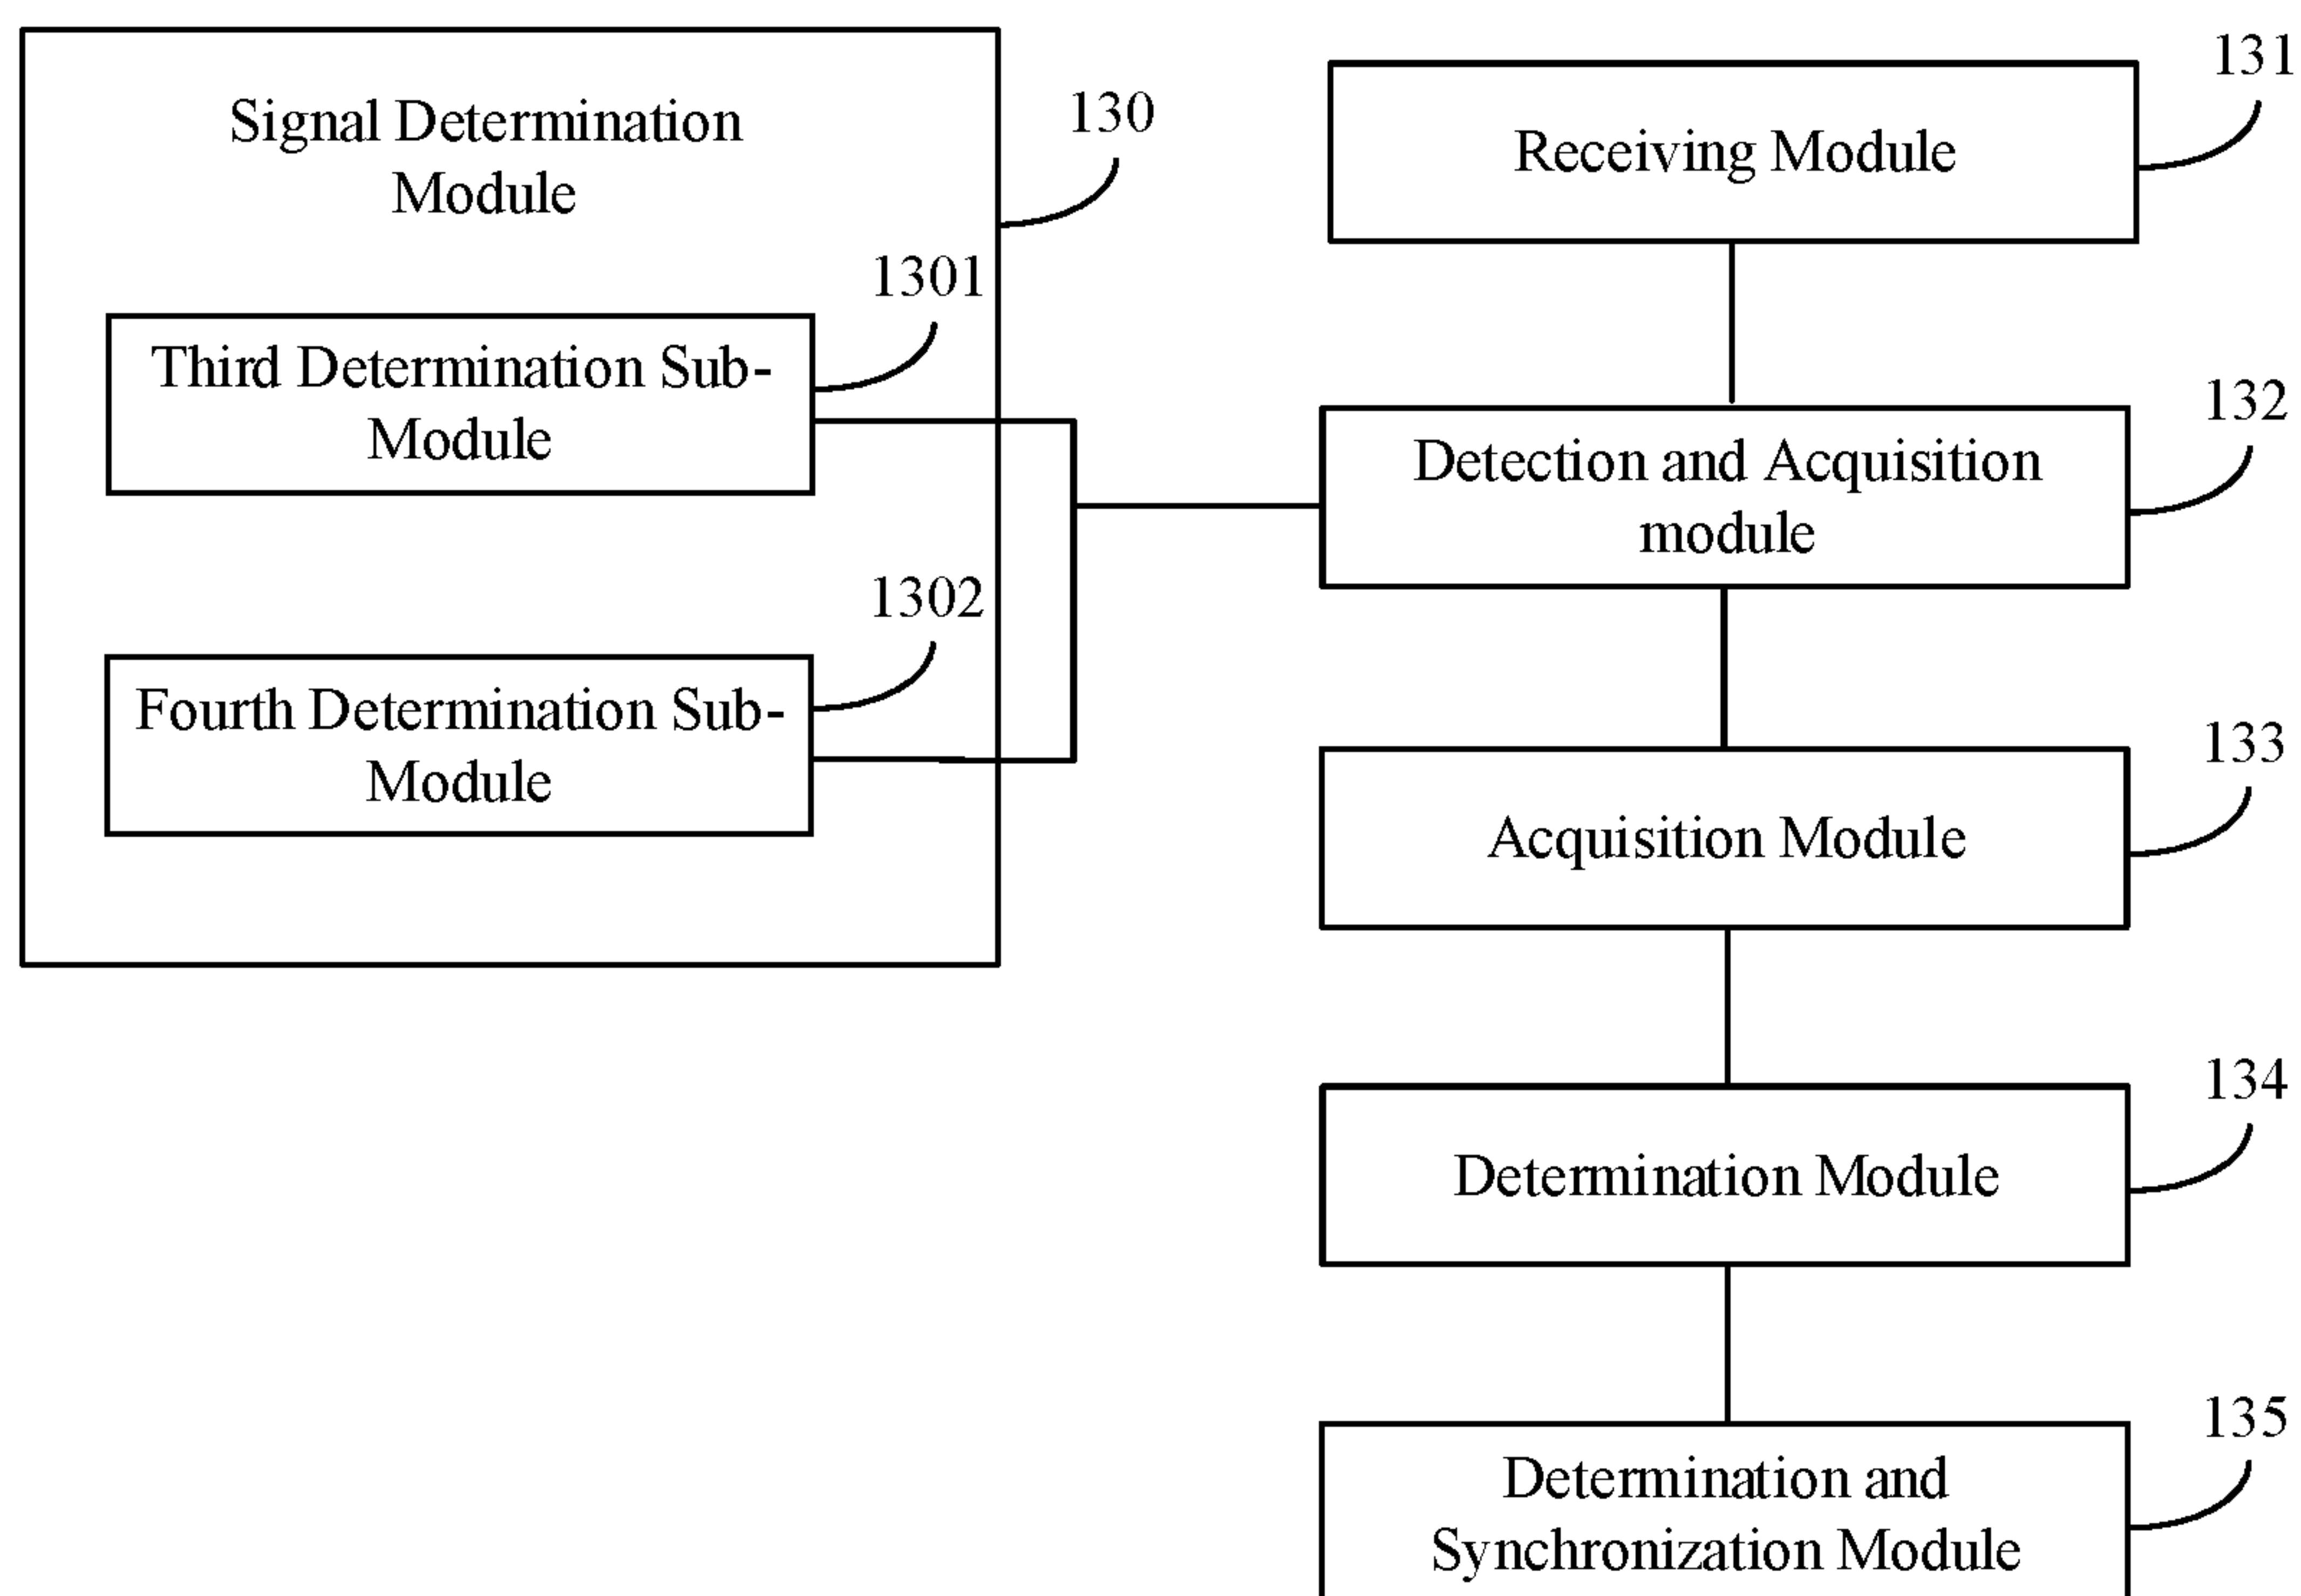 Signal Determination
Module
130
1301
Third Determination Sub-
Module
1302
Fourth Determination Sub-
Module
131
Receiving Module
132
Detection and Acquisition
module
133
Acquisition Module
134
Determination Module
135
Determination and
Synchronization Module